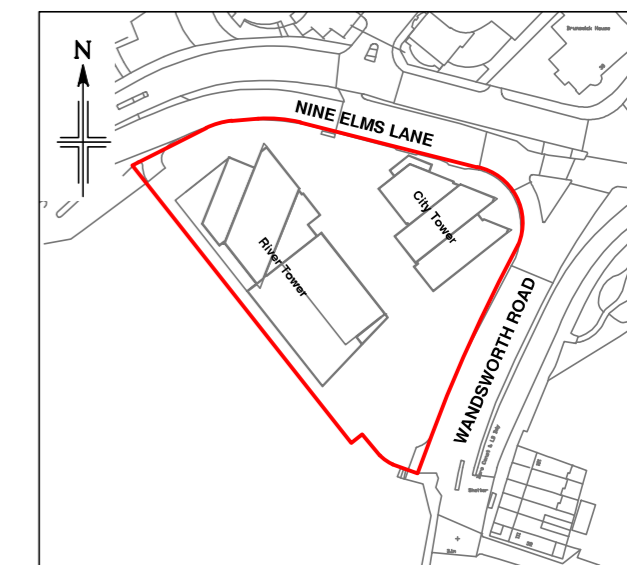 Brunswick House
N
NINE ELMS LANE
City Tower
River Tower
WANDSWORTH ROAD
Shelter